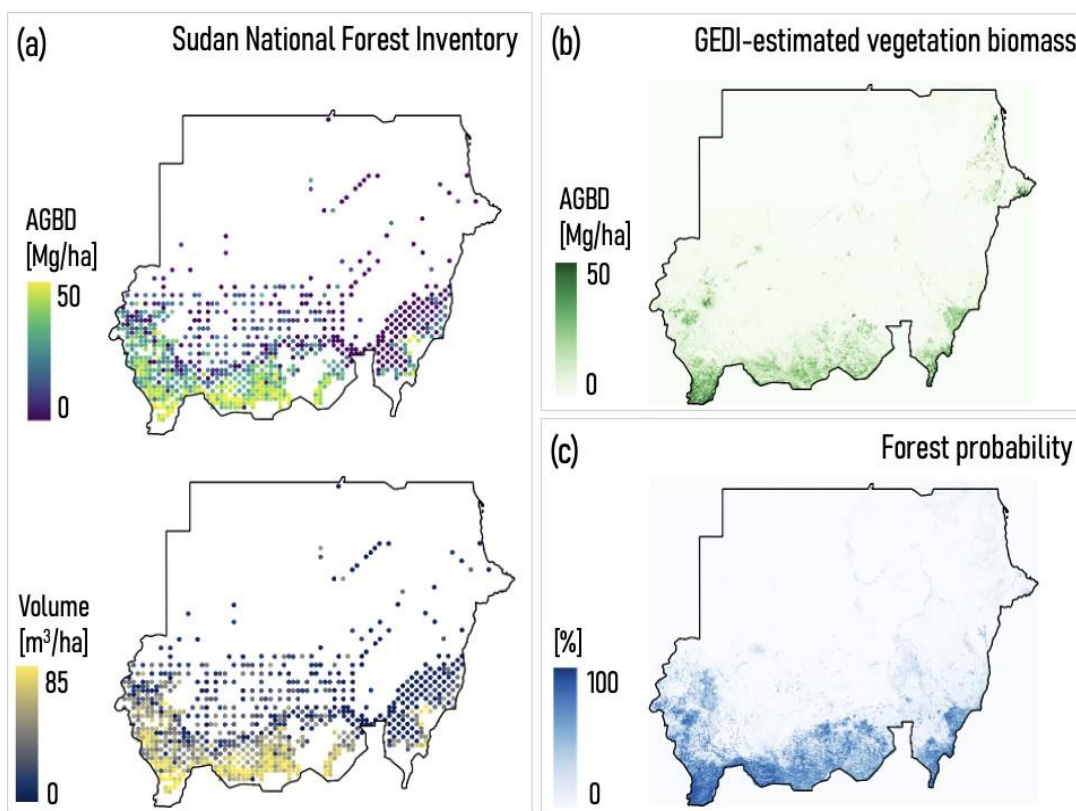 (a) Sudan National Forest Inventory
AGBD
[Mg/ha]
50
0
Volume
[m³/ha]
85
0
(b) GEDI-estimated vegetation biomass
AGBD
[Mg/ha]
50
0
(c) Forest probability
[%]
100
0